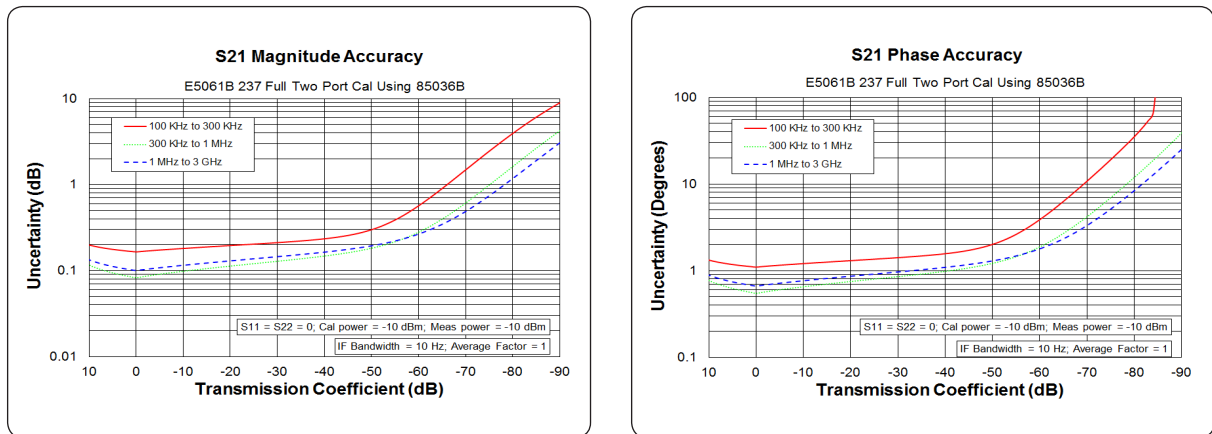 S21 Magnitude Accuracy
E5061B 237 Full Two Port Cal Using 85036B
Uncertainty (dB)
10
1
0.1
0.01
100 KHz to 300 KHz
300 KHz to 1 MHz
1 MHz to 3 GHz
S11 = S22 = 0; Cal power = -10 dBm; Meas power = -10 dBm
IF Bandwidth = 10 Hz; Average Factor = 1
10 0 -10 -20 -30 -40 -50 -60 -70 -80 -90
Transmission Coefficient (dB)
S21 Phase Accuracy
E5061B 237 Full Two Port Cal Using 85036B
Uncertainty (Degrees)
100
10
1
0.1
100 KHz to 300 KHz
300 KHz to 1 MHz
1 MHz to 3 GHz
S11 = S22 = 0; Cal power = -10 dBm; Meas power = -10 dBm
IF Bandwidth = 10 Hz; Average Factor = 1
10 0 -10 -20 -30 -40 -50 -60 -70 -80 -90
Transmission Coefficient (dB)